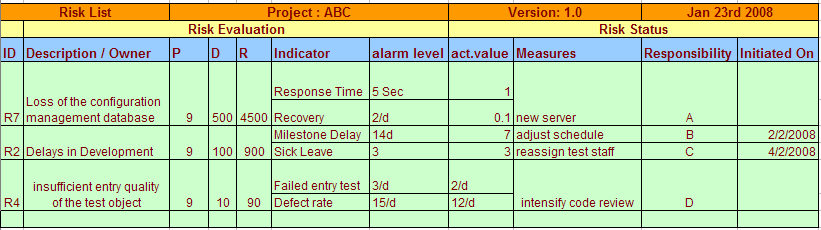 Risk List Project : ABC Version: 1.0 Jan 23rd 2008
Risk Evaluation Risk Status
ID Description / Owner P D R Indicator alarm level act.value Measures Responsibility Initiated On
Response Time 5 Sec 1
Loss of the configuration
R7 management database 9 500 4500 Recovery 2/d 0.1 new server A
Milestone Delay 14d 7 adjust schedule B 2/2/2008
R2 Delays in Development 9 100 900 Sick Leave 3 3 reassign test staff C 4/2/2008
insufficient entry quality Failed entry test 3/d 2/d
R4 of the test object 9 10 90 Defect rate 15/d 12/d intensify code review D